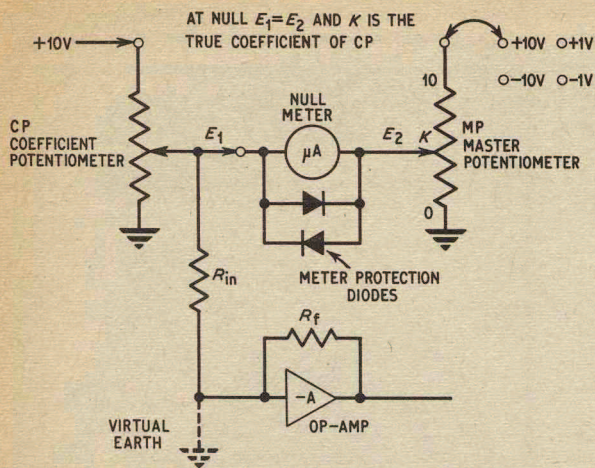 AT NULL E₁=E₂ AND K IS THE
TRUE COEFFICIENT OF CP
+10V
+10V +1V
-10V -1V
10
NULL
METER
CP
COEFFICIENT
POTENTIOMETER
E₁
μA
E₂
K
MP
MASTER
POTENTIOMETER
0
METER PROTECTION
DIODES
Rin
Rf
-A
OP-AMP
VIRTUAL
EARTH